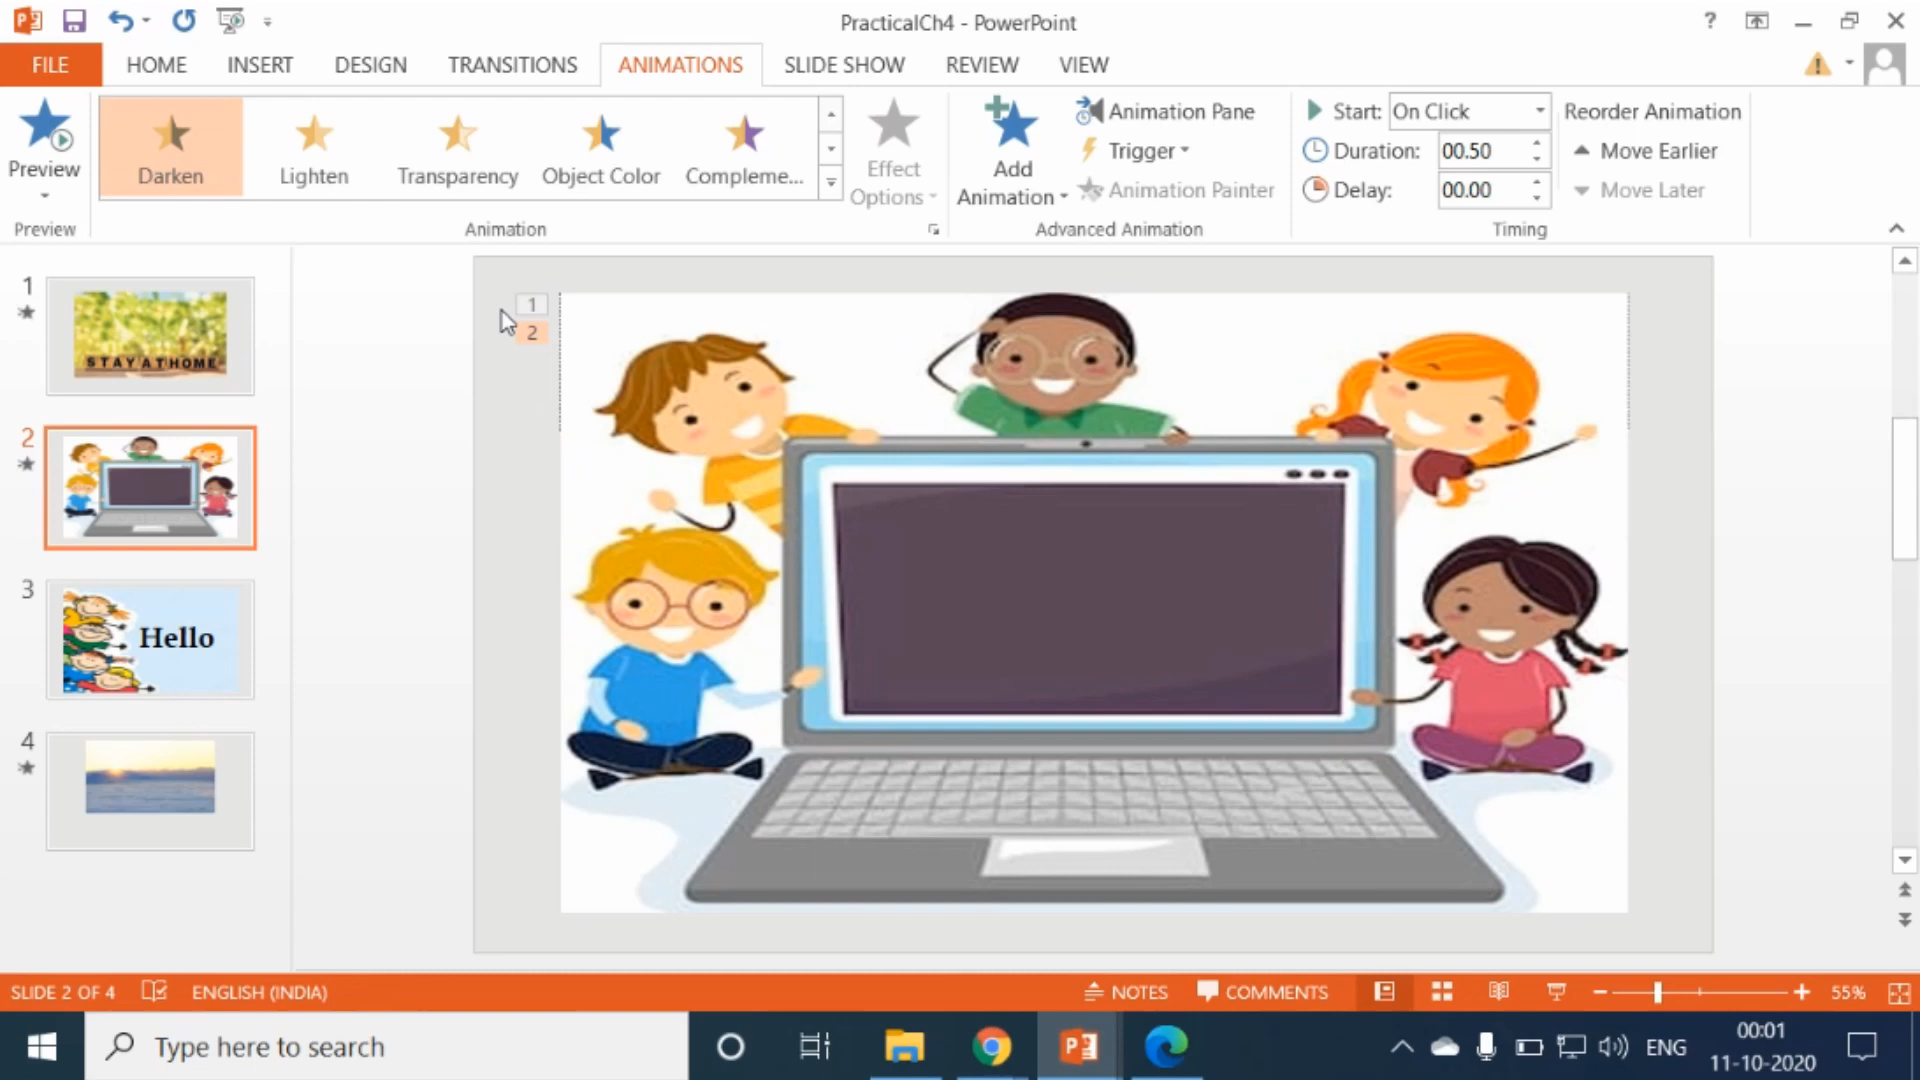 PracticalCh4 - PowerPoint
?
FILE
HOME
INSERT
DESIGN
TRANSITIONS
ANIMATIONS
SLIDE SHOW
REVIEW
VIEW
Preview
Darken
Lighten
Transparency
Object Color
Compleme...
Effect
Options
Add
Animation
Animation Pane
Trigger
Animation Painter
Start: On Click
Duration: 00.50
Delay: 00.00
Reorder Animation
Move Earlier
Move Later
Preview
Animation
Advanced Animation
Timing
1
STAY AT HOME
2
3
Hello
4
1
2
SLIDE 2 OF 4
ENGLISH (INDIA)
NOTES
COMMENTS
55%
Type here to search
ENG
00:01
11-10-2020